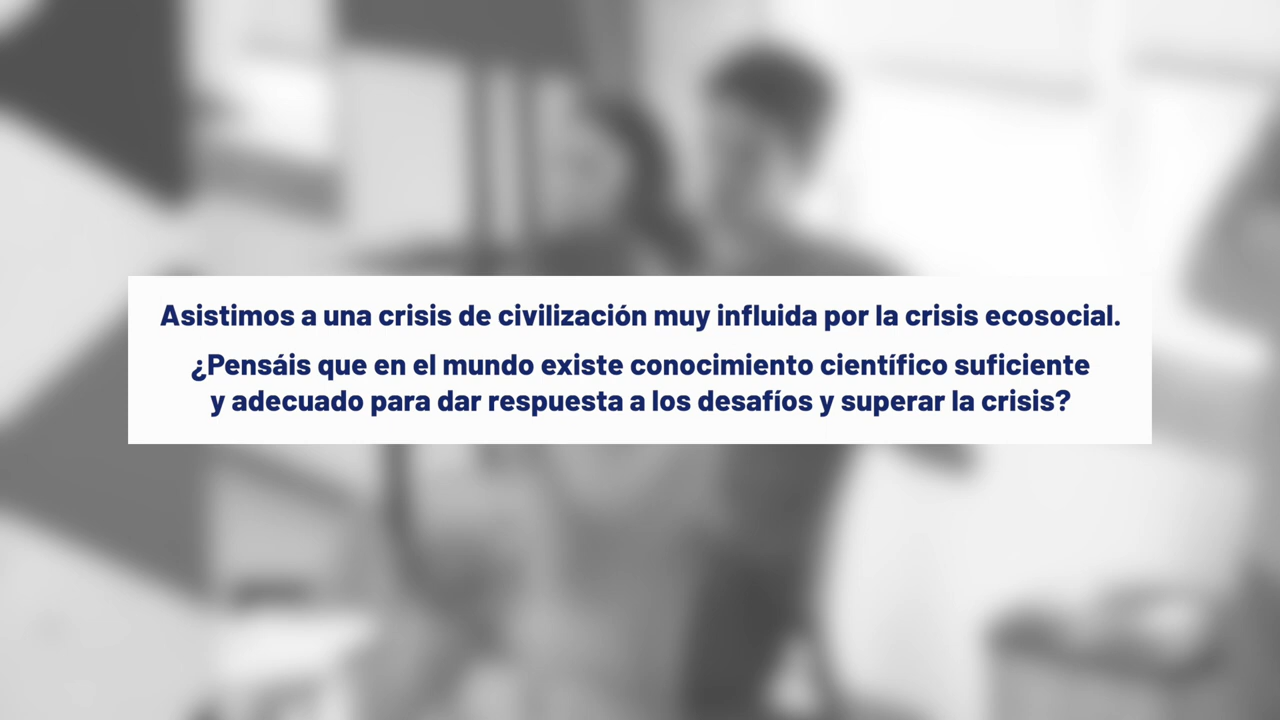 Asistimos a una crisis de civilización muy influida por la crisis ecosocial.
¿Pensáis que en el mundo existe conocimiento científico suficiente
y adecuado para dar respuesta a los desafíos y superar la crisis?